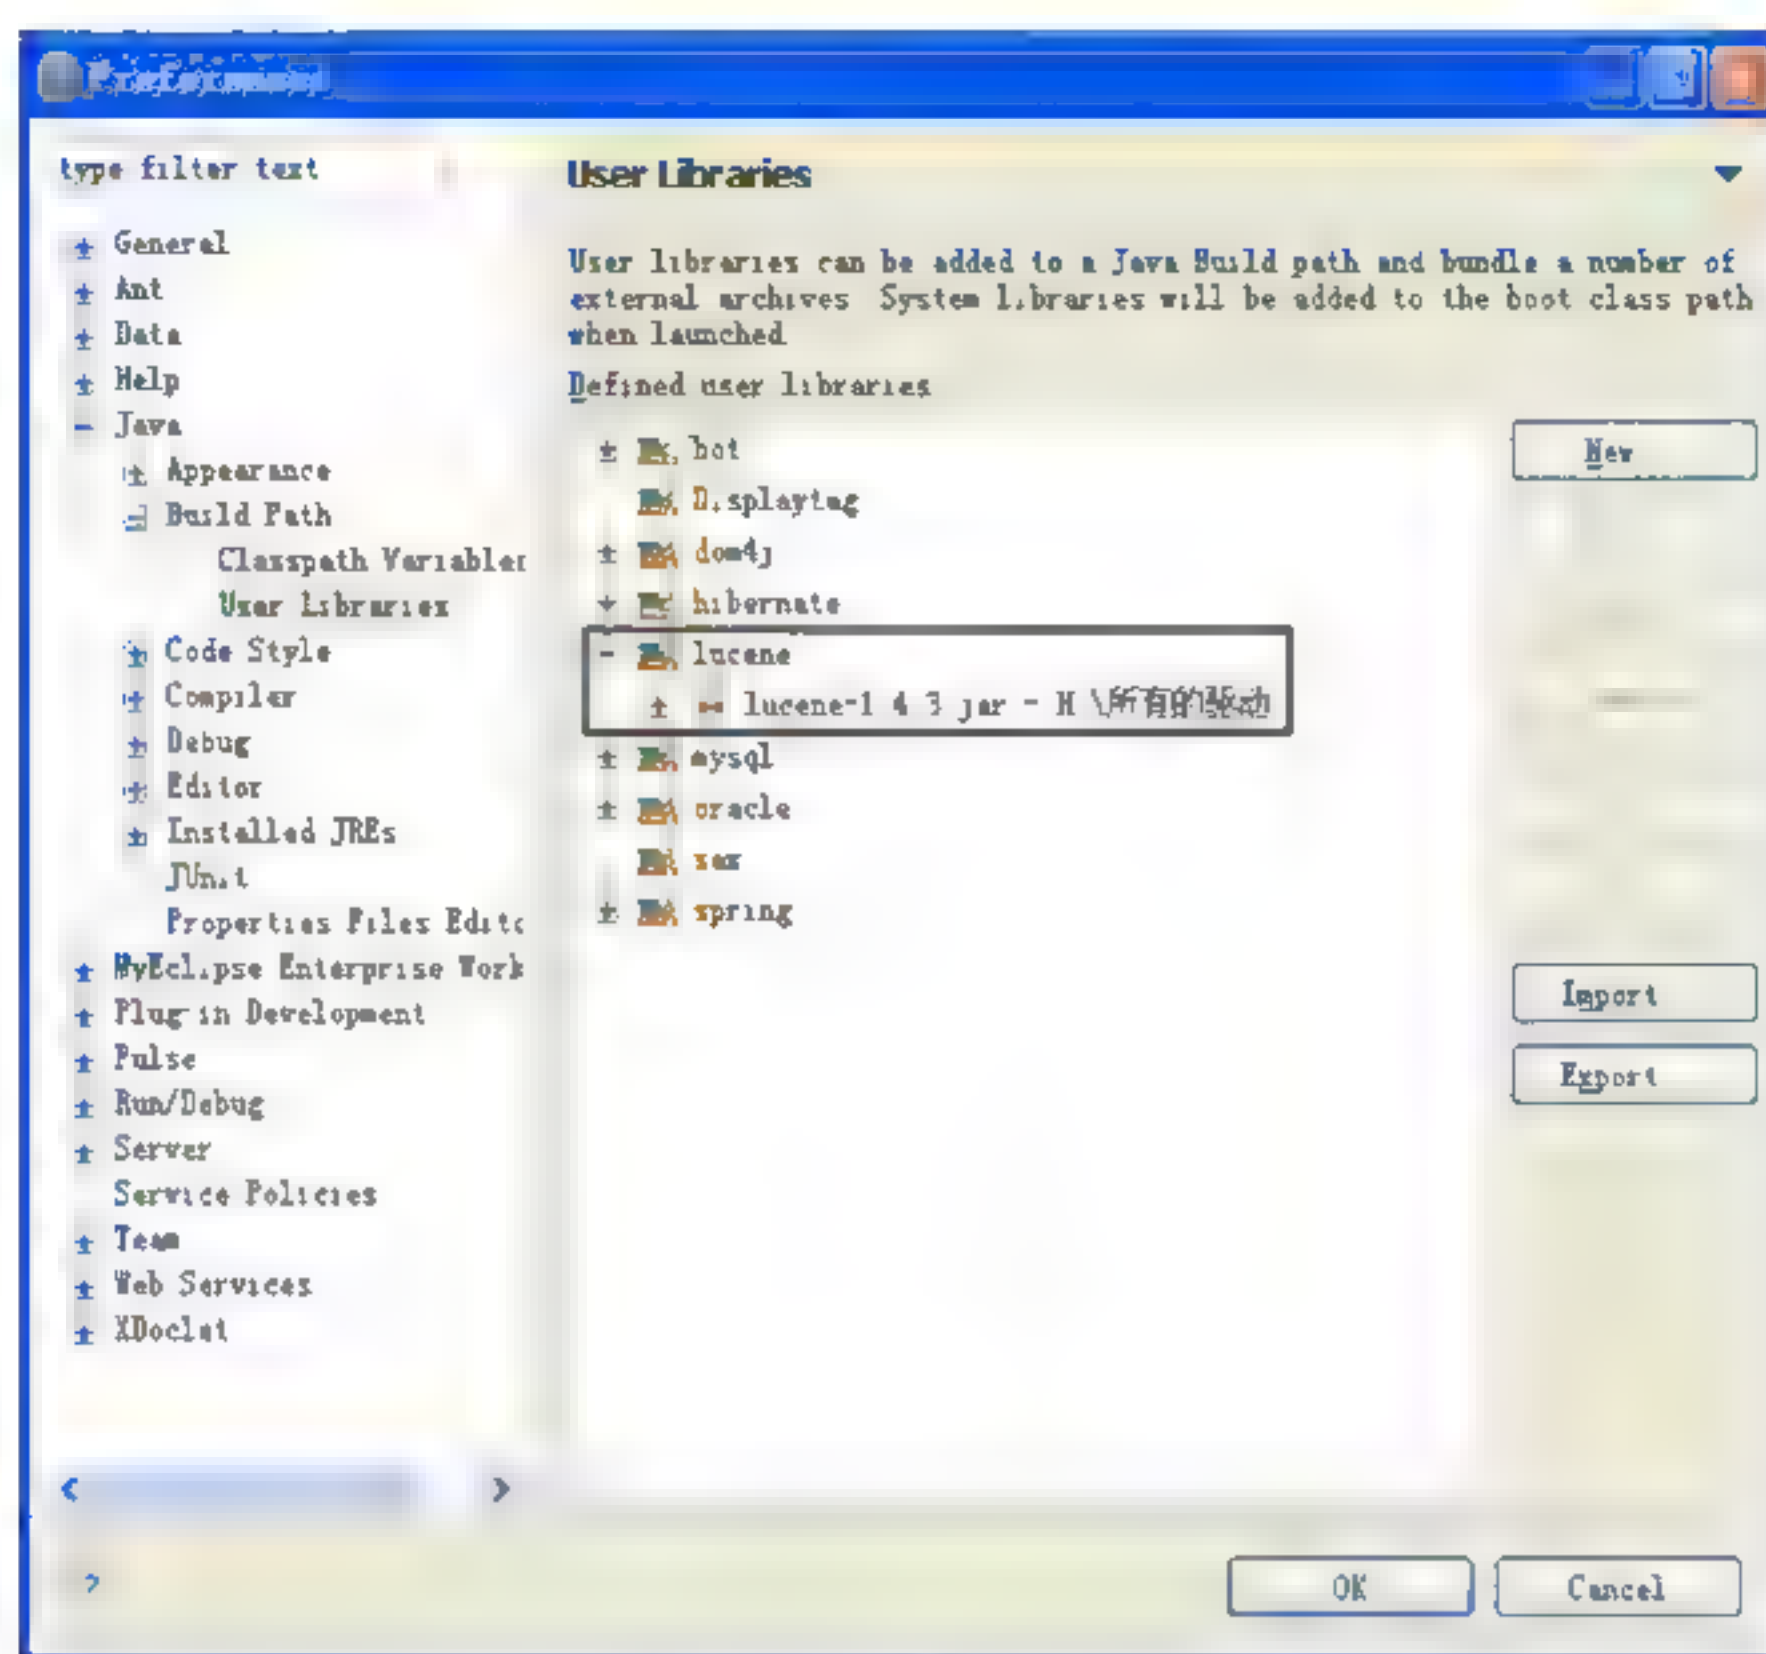 Preferences
type filter text
General
Ant
Data
Help
Java
Appearance
Build Path
Classpath Variables
User Libraries
Code Style
Compiler
Debug
Editor
Installed JREs
JUnit
Properties Files Edito
MyEclipse Enterprise Work
Plug-in Development
Pulse
Run/Debug
Server
Service Policies
Team
Web Services
XDoclet
User Libraries
User libraries can be added to a Java Build path and bundle a number of
external archives System libraries will be added to the boot class path
when launched
Defined user libraries
bot
Displaytag
dom4j
hibernate
lucene
lucene-1 4 3 jar - H \所有的
mysql
oracle
sax
spring
New
Import
Export
?
OK
Cancel